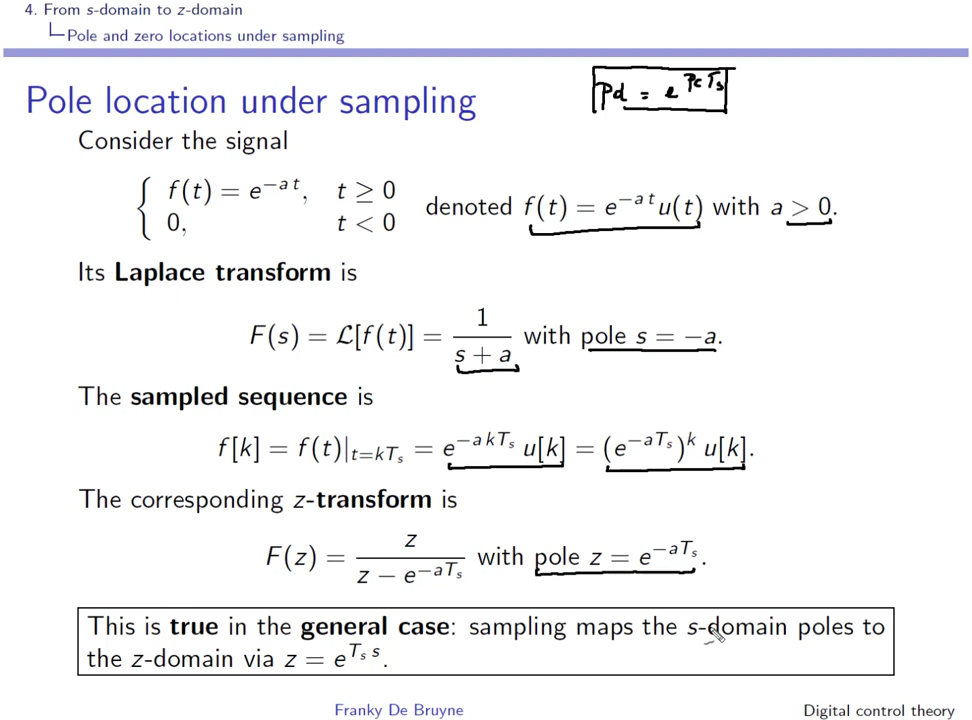 4. From s-domain to z-domain
Pole and zero locations under sampling
Pole location under sampling
Pd = e^{Pc Ts}
Consider the signal
{ f(t) = e^{−a t}, t ≥ 0
0, t < 0
denoted f(t) = e^{−a t}u(t) with a > 0.
Its Laplace transform is
F(s) = ℒ[f(t)] = 1/(s + a) with pole s = −a.
The sampled sequence is
f[k] = f(t)|_{t=kT_s} = e^{−a kT_s} u[k] = (e^{−aT_s})^k u[k].
The corresponding z-transform is
F(z) = z/(z − e^{−aT_s}) with pole z = e^{−aT_s}.
This is true in the general case: sampling maps the s-domain poles to
the z-domain via z = e^{T_s s}.
Franky De Bruyne Digital control theory